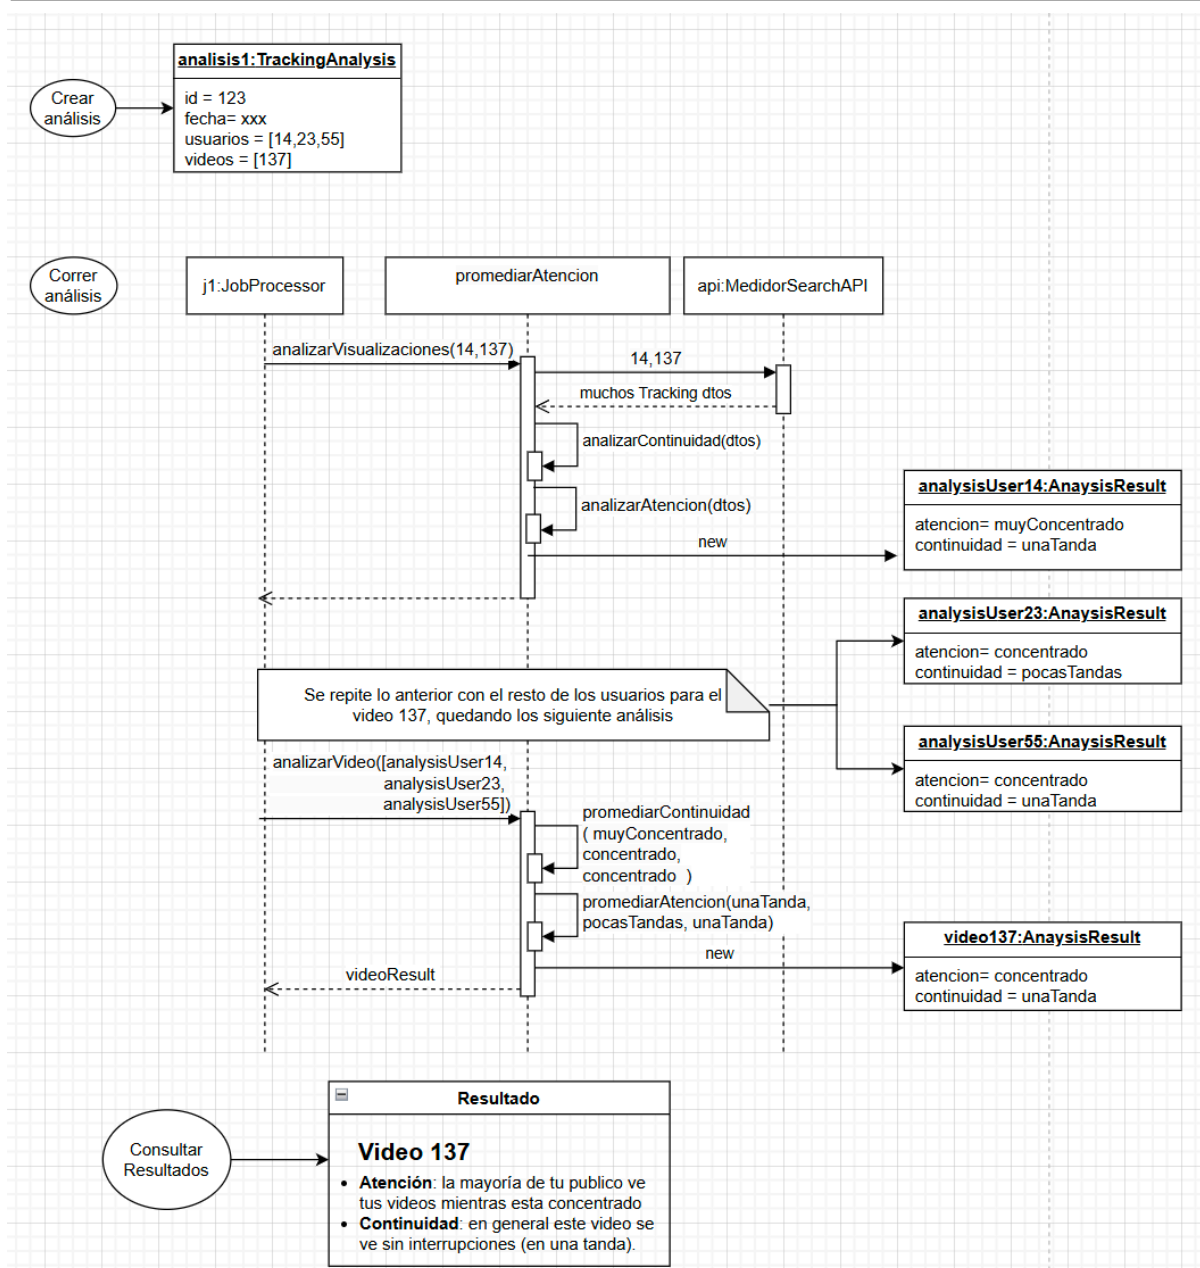 analisis1:TrackingAnalysis
Crear
análisis
id = 123
fecha= xxx
usuarios = [14,23,55]
videos = [137]
Correr
análisis
j1:JobProcessor
promediarAtencion
api:MedidorSearchAPI
analizarVisualizaciones(14,137)
14,137
muchos Tracking dtos
analizarContinuidad(dtos)
analizarAtencion(dtos)
new
analysisUser14:AnaysisResult
atencion= muyConcentrado
continuidad = unaTanda
analysisUser23:AnaysisResult
atencion= concentrado
continuidad = pocasTandas
Se repite lo anterior con el resto de los usuarios para el
video 137, quedando los siguiente análisis
analysisUser55:AnaysisResult
atencion= concentrado
continuidad = unaTanda
analizarVideo([analysisUser14,
analysisUser23,
analysisUser55])
promediarContinuidad
( muyConcentrado,
concentrado,
concentrado )
promediarAtencion(unaTanda,
pocasTandas, unaTanda)
new
video137:AnaysisResult
atencion= concentrado
continuidad = unaTanda
videoResult
Resultado
Consultar
Resultados
Video 137
• Atención: la mayoría de tu publico ve
tus videos mientras esta concentrado
• Continuidad: en general este video se
ve sin interrupciones (en una tanda).